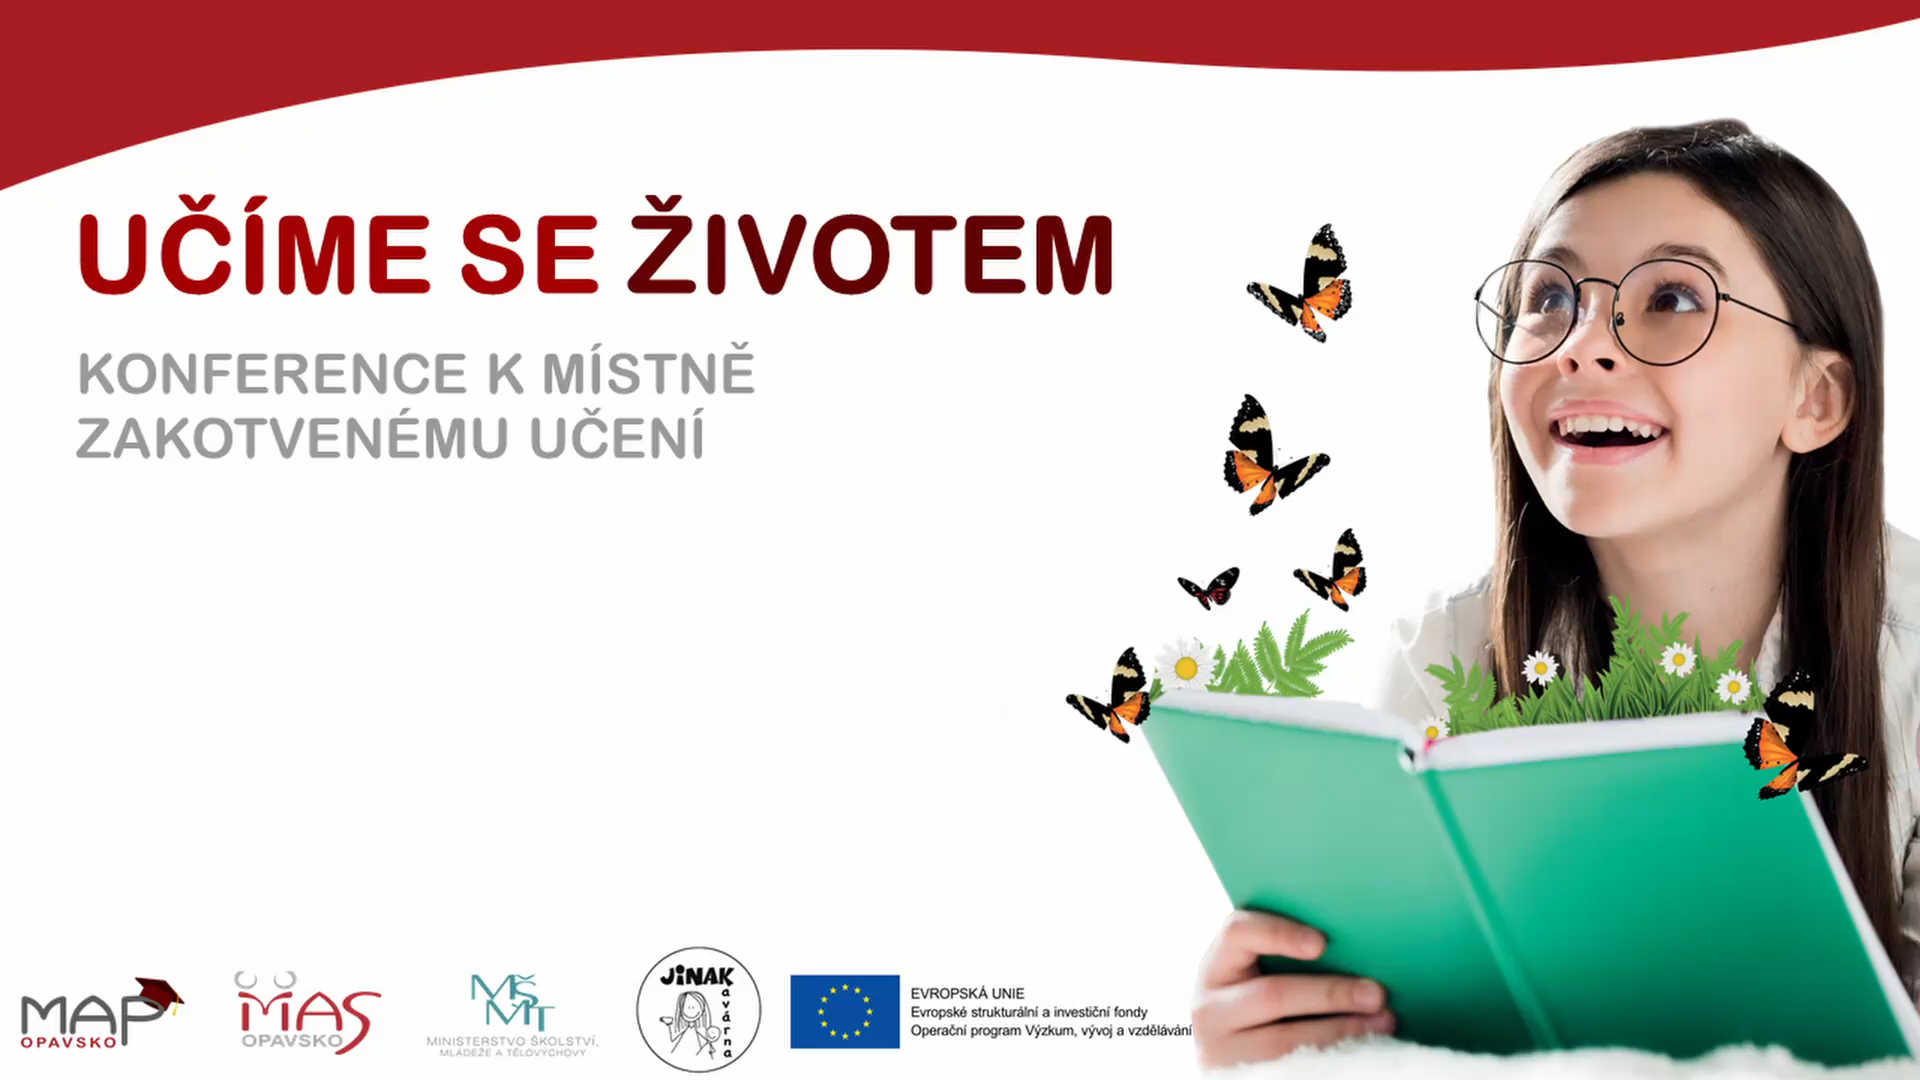 UČÍME SE ŽIVOTEM
KONFERENCE K MÍSTNĚ
ZAKOTVENÉMU UČENÍ
MAP
OPAVSKO
MAS
OPAVSKO
MŠMT
MINISTERSTVO ŠKOLSTVÍ,
MLÁDEŽE A TĚLOVÝCHOVY
JINAK
avárna
EVROPSKÁ UNIE
Evropské strukturální a investiční fondy
Operační program Výzkum, vývoj a vzdělávání